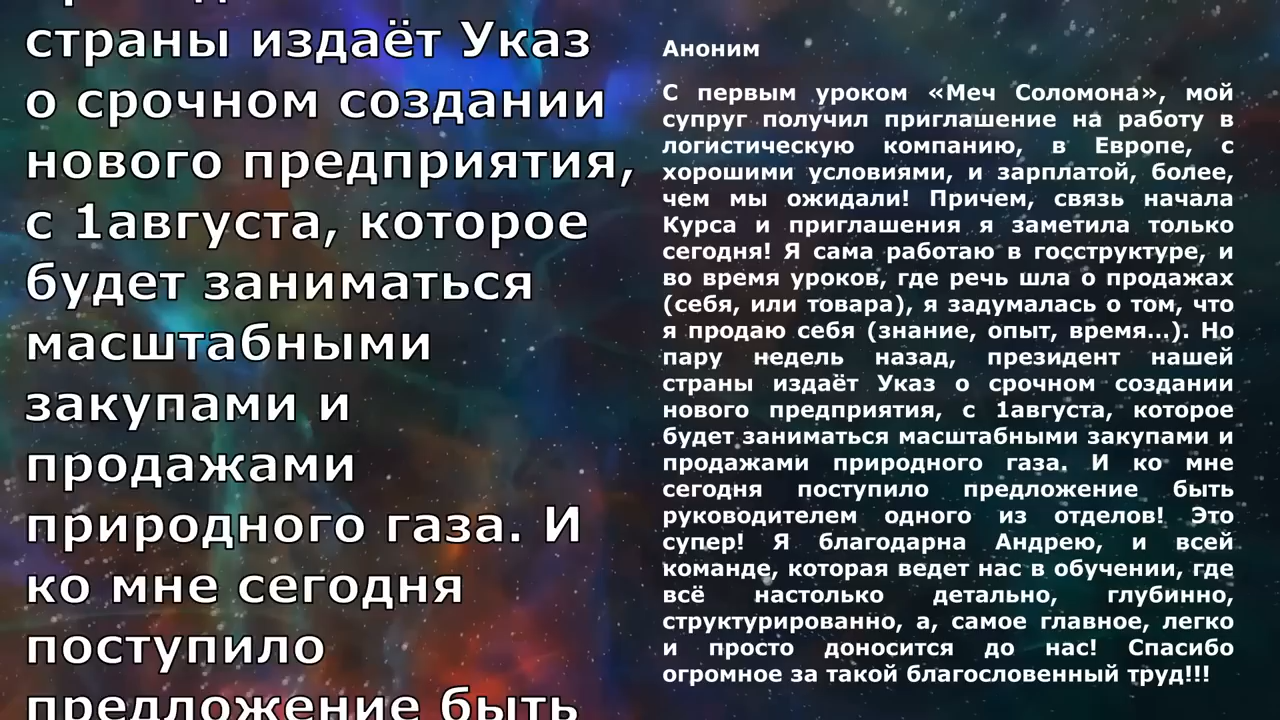 страны издаёт Указ
о срочном создании
нового предприятия,
с 1августа, которое
будет заниматься
масштабными
закупами и
продажами
природного газа. И
ко мне сегодня
поступило
предложение быть
Аноним
С первым уроком «Меч Соломона», мой
супруг получил приглашение на работу в
логистическую компанию, в Европе, с
хорошими условиями, и зарплатой, более,
чем мы ожидали! Причем, связь начала
Курса и приглашения я заметила только
сегодня! Я сама работаю в госструктуре, и
во время уроков, где речь шла о продажах
(себя, или товара), я задумалась о том, что
я продаю себя (знание, опыт, время...). Но
пару недель назад, президент нашей
страны издаёт Указ о срочном создании
нового предприятия, с 1августа, которое
будет заниматься масштабными закупами и
продажами природного газа. И ко мне
сегодня поступило предложение быть
руководителем одного из отделов! Это
супер! Я благодарна Андрею, и всей
команде, которая ведет нас в обучении, где
всё настолько детально, глубинно,
структурированно, а, самое главное, легко
и просто доносится до нас! Спасибо
огромное за такой благословенный труд!!!